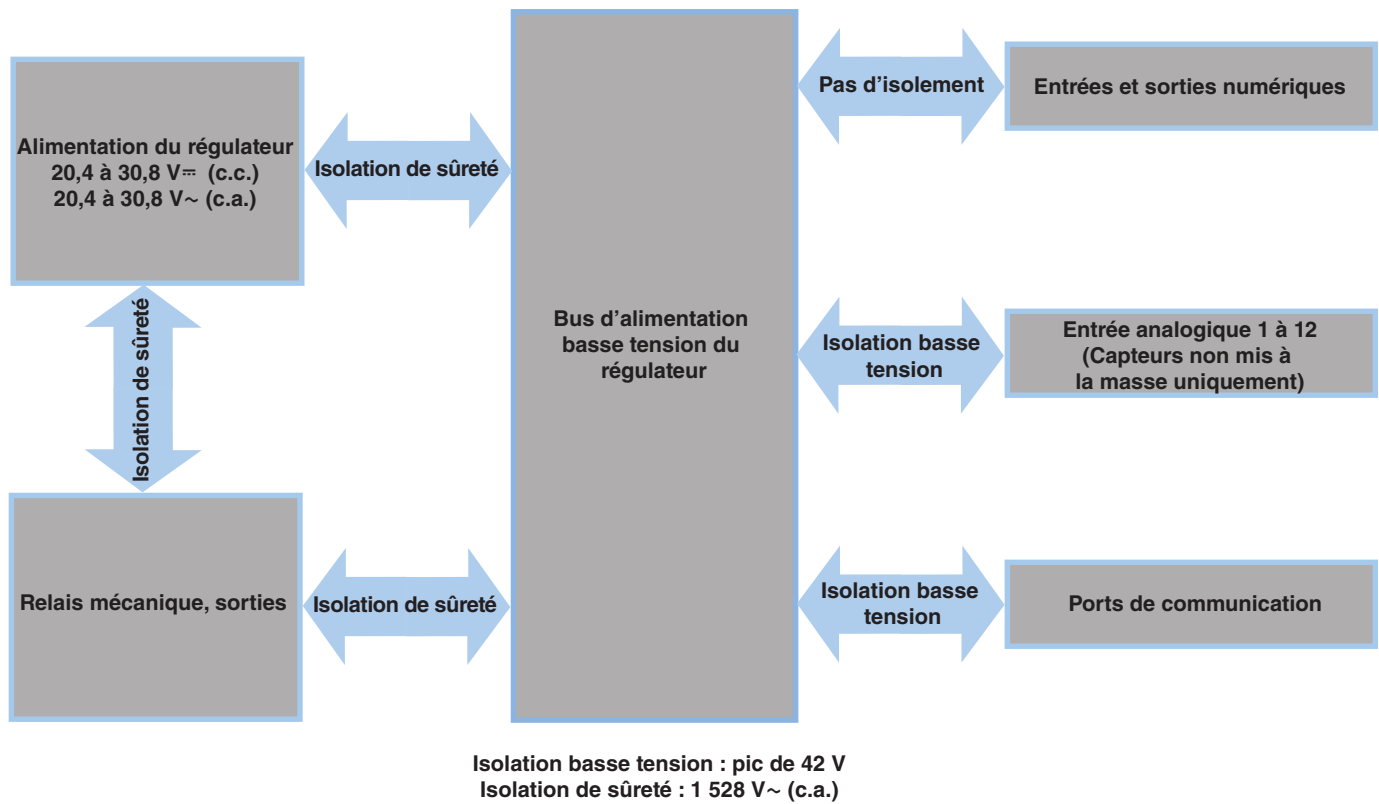 Alimentation du régulateur
20,4 à 30,8 V⎓ (c.c.)
20,4 à 30,8 V~ (c.a.)
Isolation de sûreté
Isolation de sûreté
Relais mécanique, sorties
Isolation de sûreté
Bus d'alimentation
basse tension du
régulateur
Pas d'isolement
Entrées et sorties numériques
Isolation basse
tension
Entrée analogique 1 à 12
(Capteurs non mis à
la masse uniquement)
Isolation basse
tension
Ports de communication
Isolation basse tension : pic de 42 V
Isolation de sûreté : 1 528 V~ (c.a.)